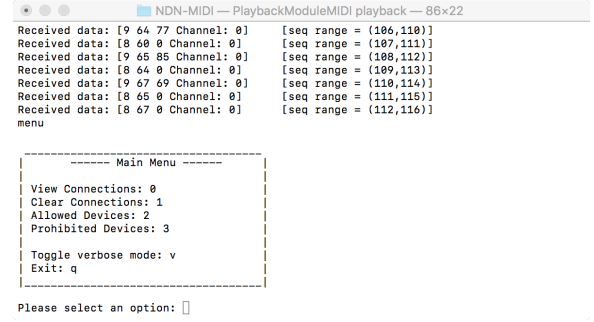 NDN-MIDI — PlaybackModuleMIDI playback — 86×22
Received data: [9 64 77 Channel: 0] [seq range = (106,110)]
Received data: [8 60 0 Channel: 0] [seq range = (107,111)]
Received data: [9 65 85 Channel: 0] [seq range = (108,112)]
Received data: [8 64 0 Channel: 0] [seq range = (109,113)]
Received data: [9 67 69 Channel: 0] [seq range = (110,114)]
Received data: [8 65 0 Channel: 0] [seq range = (111,115)]
Received data: [8 67 0 Channel: 0] [seq range = (112,116)]
menu
------ Main Menu ------
View Connections: 0
Clear Connections: 1
Allowed Devices: 2
Prohibited Devices: 3
Toggle verbose mode: v
Exit: q
Please select an option: